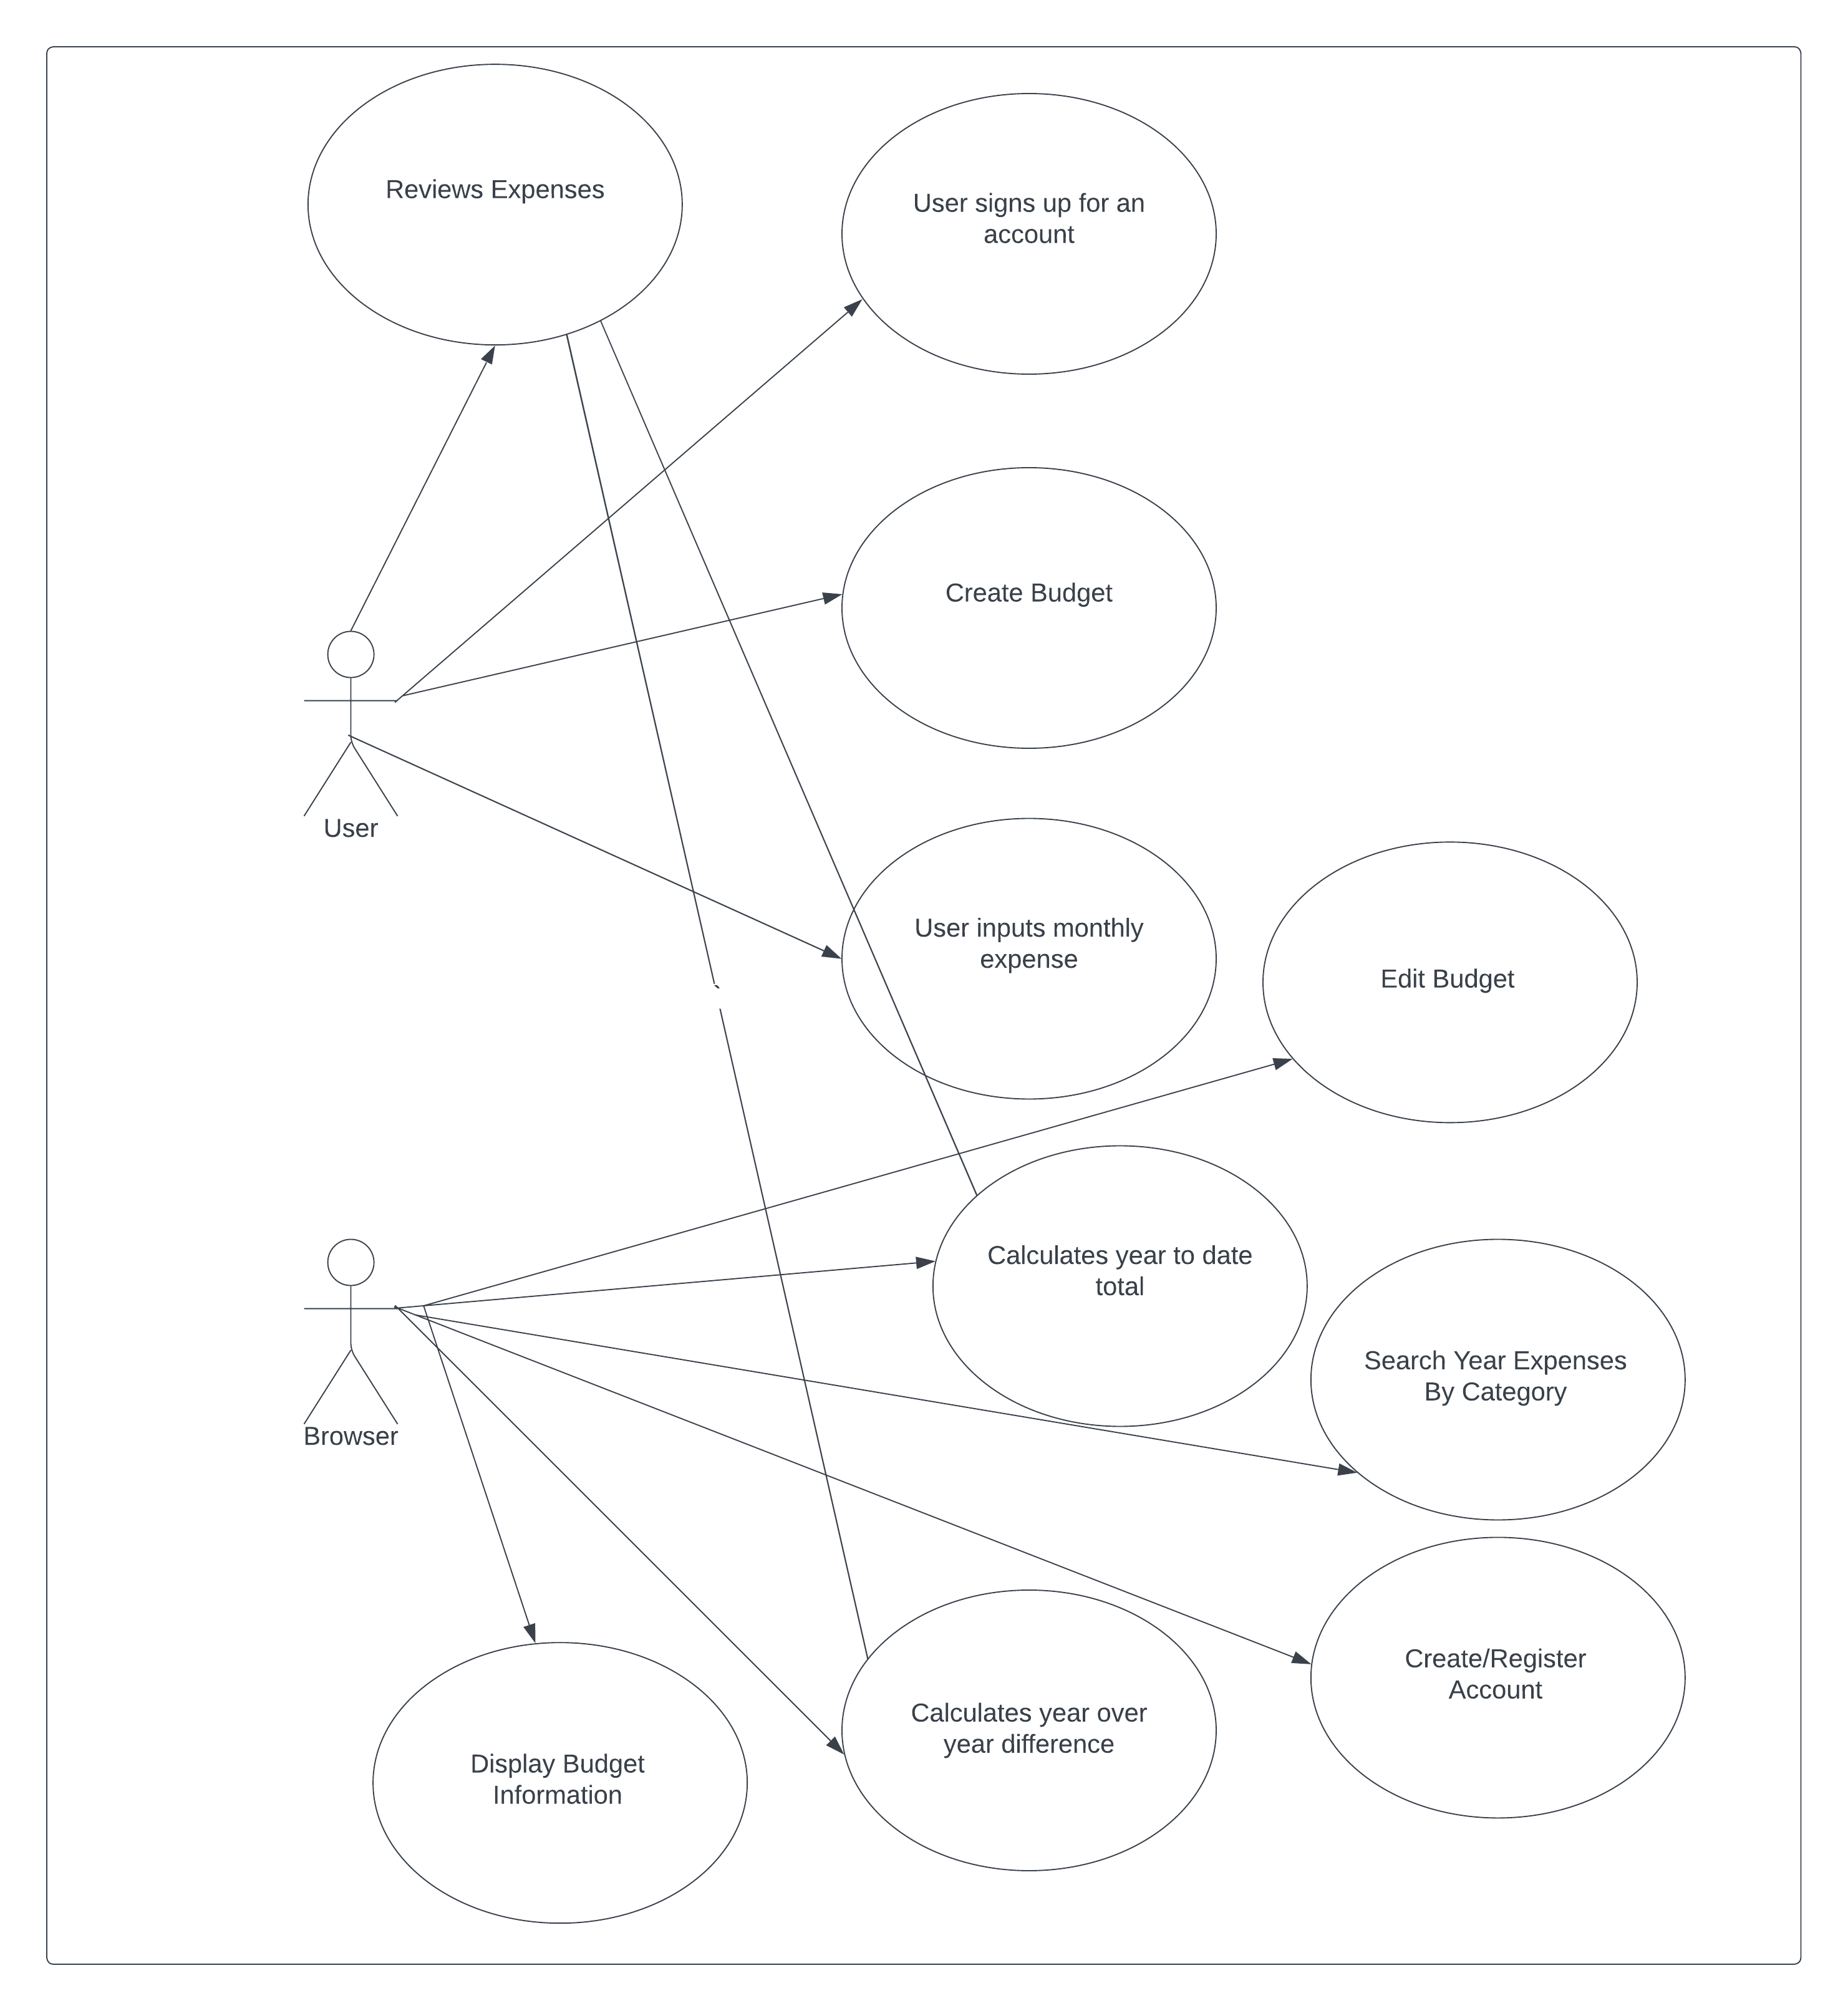 Reviews Expenses
User signs up for an
account
Create Budget
User
User inputs monthly
expense
Edit Budget
Calculates year to date
total
Search Year Expenses
By Category
Browser
Create/Register
Account
Calculates year over
year difference
Display Budget
Information